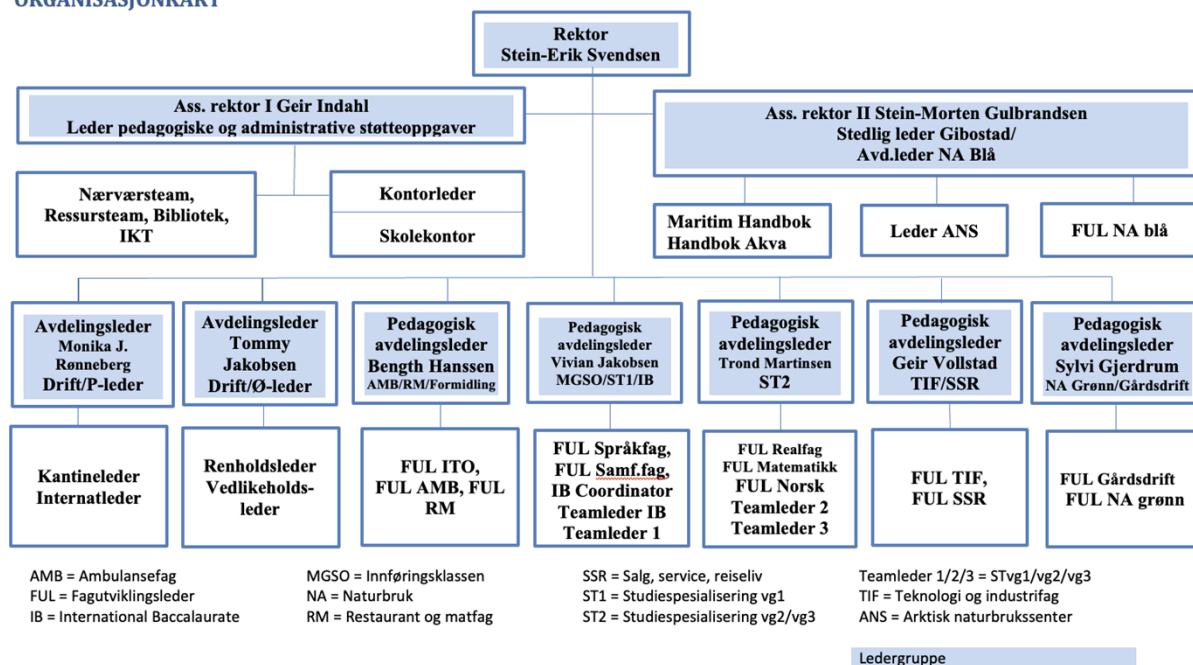 ORGANISASJONKART
Rektor
Stein-Erik Svendsen
Ass. rektor I Geir Indahl
Leder pedagogiske og administrative støtteoppgaver
Ass. rektor II Stein-Morten Gulbrandsen
Stedlig leder Gibostad/
Avd.leder NA Blå
Nærværsteam,
Ressursteam, Bibliotek,
IKT
Kontorleder
Skolekontor
Maritim Handbok
Handbok Akva
Leder ANS
FUL NA blå
Avdelingsleder
Monika J.
Rønneberg
Drift/P-leder
Avdelingsleder
Tommy
Jakobsen
Drift/Ø-leder
Pedagogisk
avdelingsleder
Bength Hanssen
AMB/RM/Formidling
Pedagogisk
avdelingsleder
Vivian Jakobsen
MGSO/ST1/IB
Pedagogisk
avdelingsleder
Trond Martinsen
ST2
Pedagogisk
avdelingsleder
Geir Vollstad
TIF/SSR
Pedagogisk
avdelingsleder
Sylvi Gjerdrum
NA Grønn/Gårdsdrift
Kantineleder
Internatleder
Renholdsleder
Vedlikeholds-
leder
FUL ITO,
FUL AMB, FUL
RM
FUL Språkfag,
FUL Samf.fag,
IB Coordinator
Teamleder IB
Teamleder 1
FUL Realfag
FUL Matematikk
FUL Norsk
Teamleder 2
Teamleder 3
FUL TIF,
FUL SSR
FUL Gårdsdrift
FUL NA grønn
AMB = Ambulansefag
FUL = Fagutviklingsleder
IB = International Baccalaurate
MGSO = Innføringsklassen
NA = Naturbruk
RM = Restaurant og matfag
SSR = Salg, service, reiseliv
ST1 = Studiespesialisering vg1
ST2 = Studiespesialisering vg2/vg3
Teamleder 1/2/3 = STvg1/vg2/vg3
TIF = Teknologi og industrifag
ANS = Arktisk naturbrukssenter
Ledergruppe